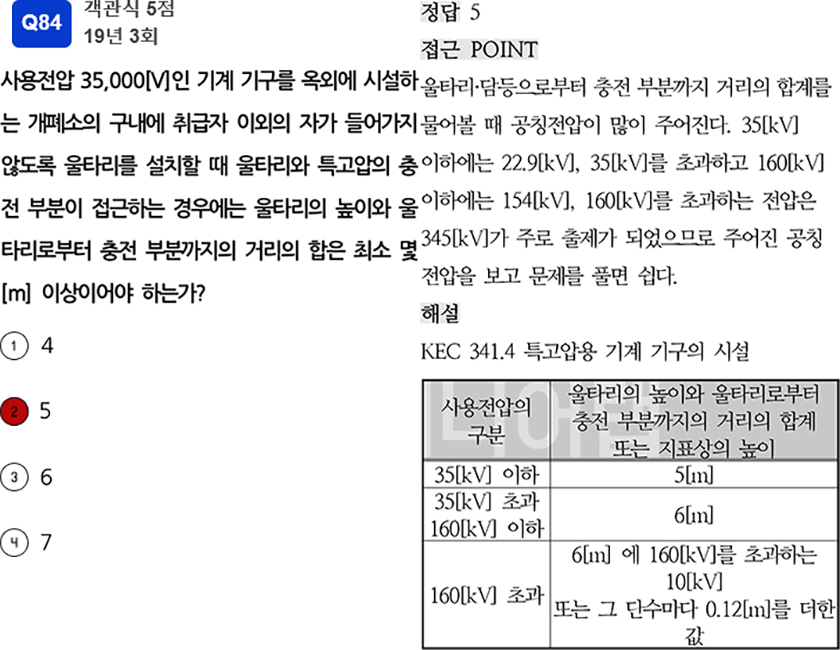 Q84
객관식 5점
19년 3회
사용전압 35,000[V]인 기계 기구를 옥외에 시설하
는 개폐소의 구내에 취급자 이외의 자가 들어가지
않도록 울타리를 설치할 때 울타리와 특고압의 충
전 부분이 접근하는 경우에는 울타리의 높이와 울
타리로부터 충전 부분까지의 거리의 합은 최소 몇
[m] 이상이어야 하는가?
1 4
2 5
3 6
4 7
정답 5
접근 POINT
울타리·담등으로부터 충전 부분까지 거리의 합계를
물어볼 때 공칭전압이 많이 주어진다. 35[kV]
이하에는 22.9[kV], 35[kV]를 초과하고 160[kV]
이하에는 154[kV], 160[kV]를 초과하는 전압은
345[kV]가 주로 출제가 되었으므로 주어진 공칭
전압을 보고 문제를 풀면 쉽다.
해설
KEC 341.4 특고압용 기계 기구의 시설
사용전압의
구분
울타리의 높이와 울타리로부터
충전 부분까지의 거리의 합계
또는 지표상의 높이
35[kV] 이하
5[m]
35[kV] 초과
160[kV] 이하
6[m]
160[kV] 초과
6[m] 에 160[kV]를 초과하는
10[kV]
또는 그 단수마다 0.12[m]를 더한
값